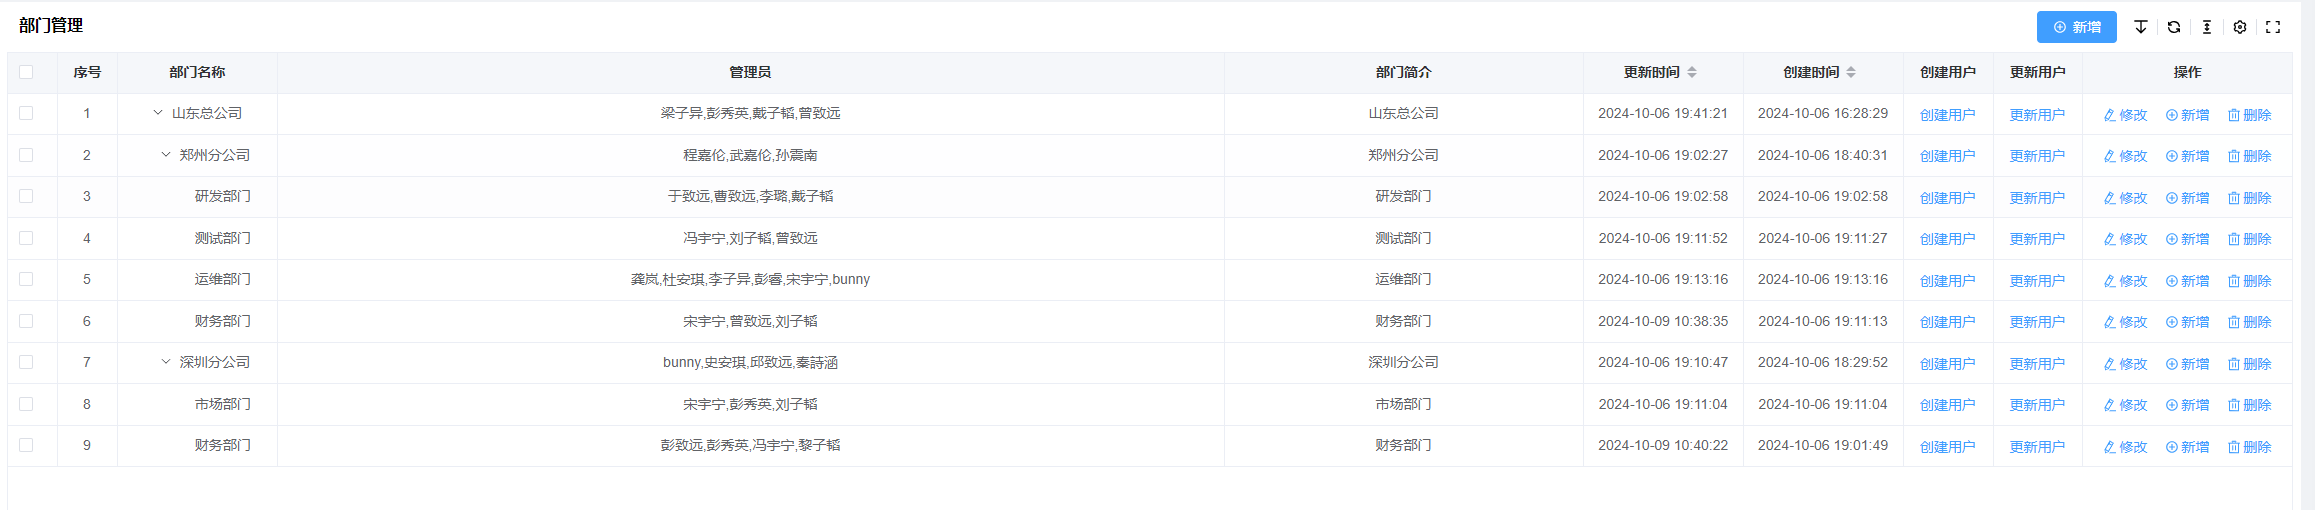 部门管理
新增
序号 部门名称 管理员 部门简介 更新时间 创建时间 创建用户 更新用户 操作
1 山东总公司 梁子异,彭秀英,戴子韬,曾致远 山东总公司 2024-10-06 19:41:21 2024-10-06 16:28:29 创建用户 更新用户 修改 新增 删除
2 郑州分公司 程嘉伦,武嘉伦,孙震南 郑州分公司 2024-10-06 19:02:27 2024-10-06 18:40:31 创建用户 更新用户 修改 新增 删除
3 研发部门 于致远,曹致远,李璐,戴子韬 研发部门 2024-10-06 19:02:58 2024-10-06 19:02:58 创建用户 更新用户 修改 新增 删除
4 测试部门 冯宇宁,刘子韬,曾致远 测试部门 2024-10-06 19:11:52 2024-10-06 19:11:27 创建用户 更新用户 修改 新增 删除
5 运维部门 龚岚,杜安琪,李子异,彭睿,宋宇宁,bunny 运维部门 2024-10-06 19:13:16 2024-10-06 19:13:16 创建用户 更新用户 修改 新增 删除
6 财务部门 宋宇宁,曾致远,刘子韬 财务部门 2024-10-09 10:38:35 2024-10-06 19:11:13 创建用户 更新用户 修改 新增 删除
7 深圳分公司 bunny,史安琪,邱致远,秦詩涵 深圳分公司 2024-10-06 19:10:47 2024-10-06 18:29:52 创建用户 更新用户 修改 新增 删除
8 市场部门 宋宇宁,彭秀英,刘子韬 市场部门 2024-10-06 19:11:04 2024-10-06 19:11:04 创建用户 更新用户 修改 新增 删除
9 财务部门 彭致远,彭秀英,冯宇宁,黎子韬 财务部门 2024-10-09 10:40:22 2024-10-06 19:01:49 创建用户 更新用户 修改 新增 删除